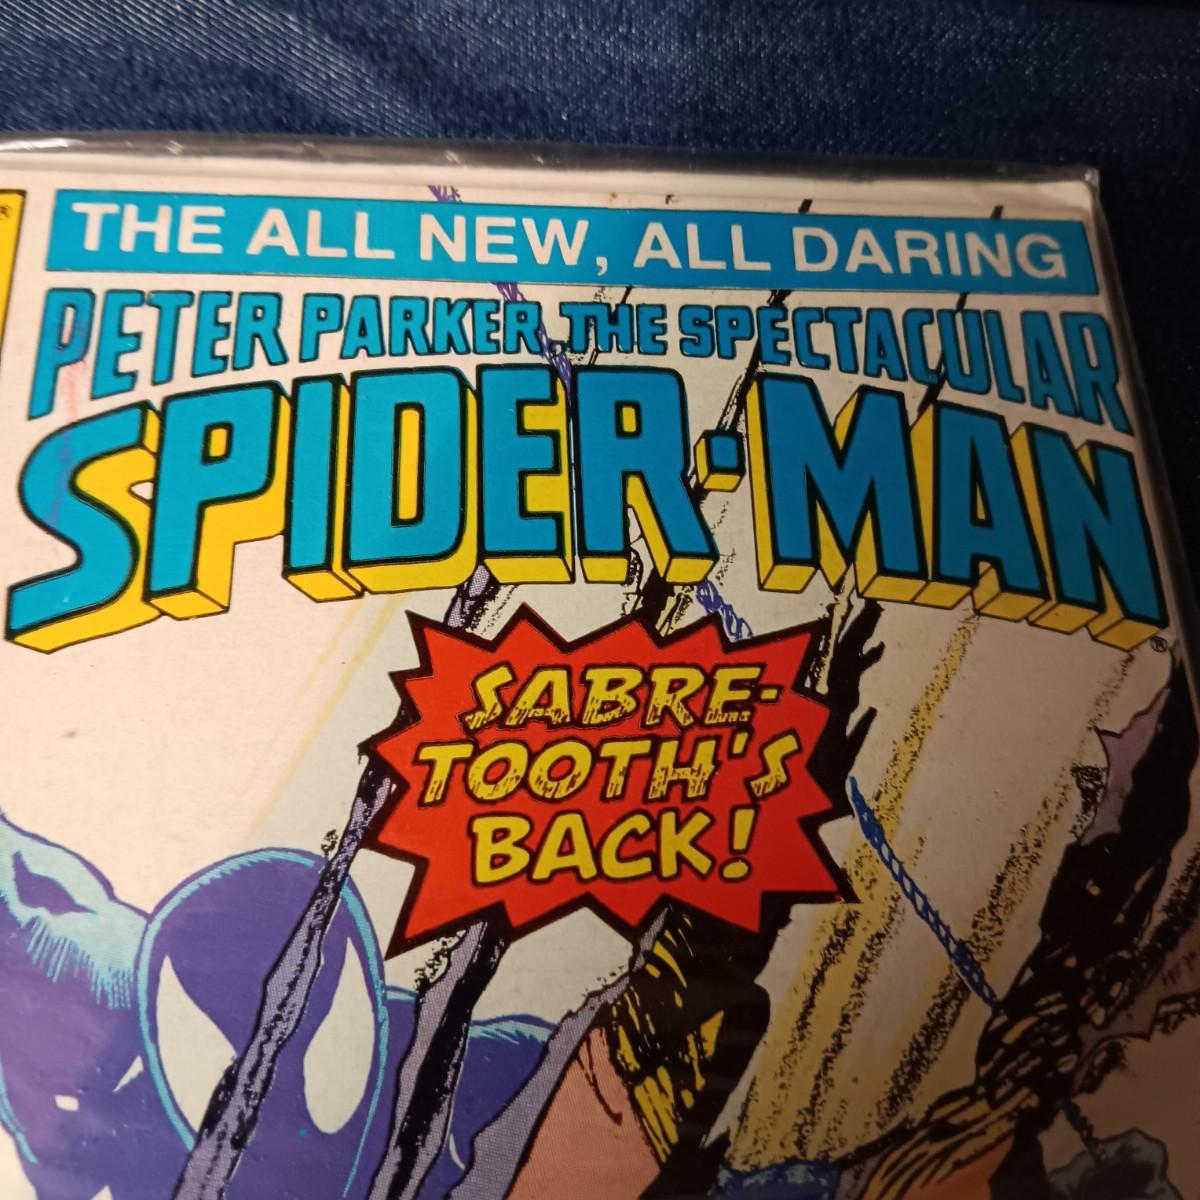 ®
THE ALL NEW, ALL DARING
PETER PARKER, THE SPECTACULAR
SPIDER-MAN
®
SABRE-
TOOTH'S
BACK!